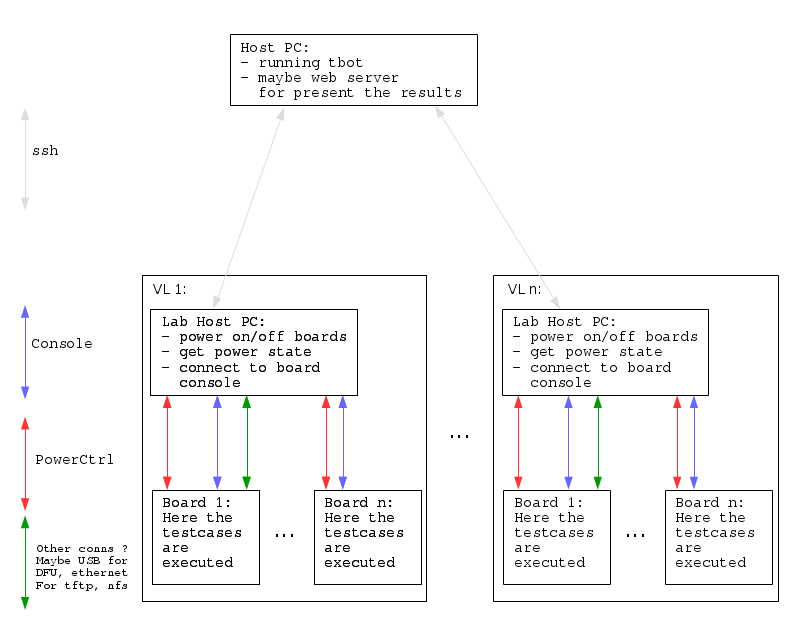 Host PC:
- running tbot
- maybe web server
for present the results
ssh
VL 1:
VL n:
Lab Host PC:
- power on/off boards
- get power state
- connect to board
console
Lab Host PC:
- power on/off boards
- get power state
- connect to board
console
Console
PowerCtrl
...
Board 1:
Here the
testcases
are
executed
...
Board n:
Here the
testcases
are
executed
Board 1:
Here the
testcases
are
executed
...
Board n:
Here the
testcases
are
executed
Other conns ?
Maybe USB for
DFU, ethernet
For tftp, nfs